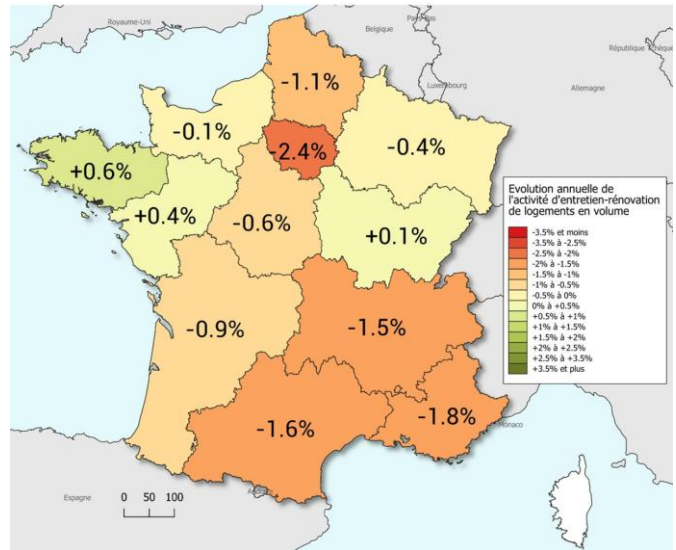 Royaume-Uni
Belgique
Pays-Bas
République Tchèque
Luxembourg
Allemagne
-1.1%
-0.1%
-2.4%
-0.4%
+0.6%
+0.4%
-0.6%
+0.1%
-0.9%
-1.5%
-1.6%
-1.8%
Monaco
Espagne
0 50 100
Evolution annuelle de
l'activité d'entretien-rénovation
de logements en volume
-3.5% et moins
-3.5% à -2.5%
-2.5% à -2%
-2% à -1.5%
-1.5% à -1%
-1% à -0.5%
-0.5% à 0%
0% à +0.5%
+0.5% à +1%
+1% à +1.5%
+1.5% à +2%
+2% à +2.5%
+2.5% à +3.5%
+3.5% et plus